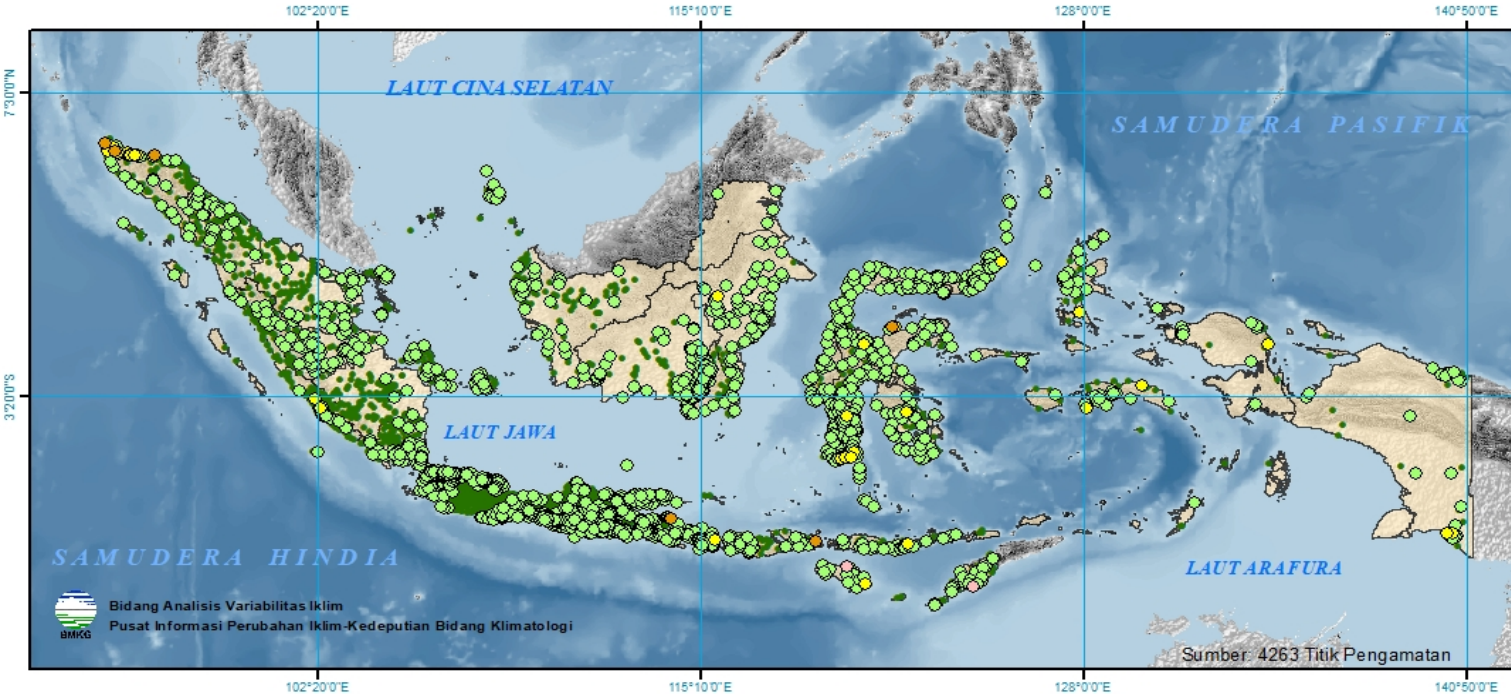 102°20'0"E
115°10'0"E
128°0'0"E
140°50'0"E
7°30'0"N
LAUT CINA SELATAN
SAMUDERA PASIFIK
3°20'0"S
LAUT JAWA
SAMUDERA HINDIA
LAUT ARAFURA
BMKG
Bidang Analisis Variabilitas Iklim
Pusat Informasi Perubahan Iklim-Kedeputian Bidang Klimatologi
Sumber: 4263 Titik Pengamatan
102°20'0"E
115°10'0"E
128°0'0"E
140°50'0"E